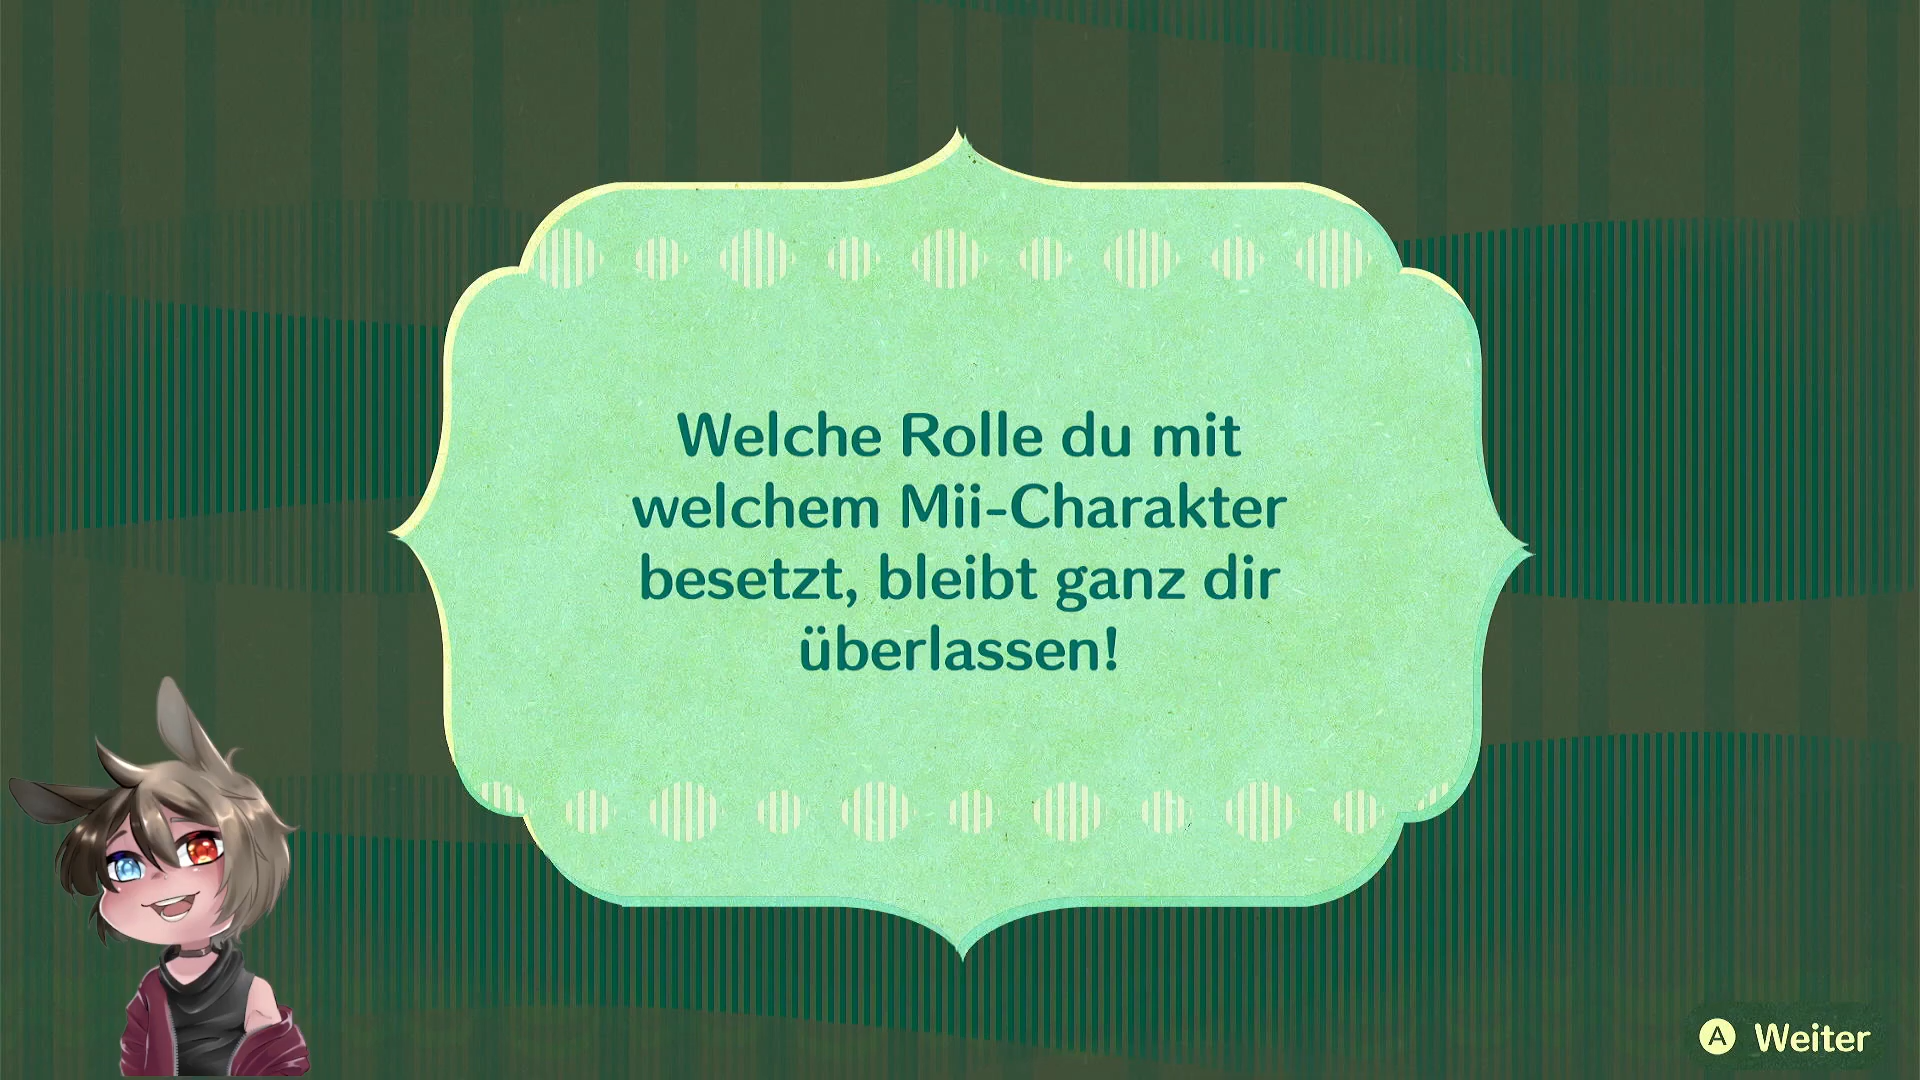 Welche Rolle du mit
welchem Mii-Charakter
besetzt, bleibt ganz dir
überlassen!
A Weiter